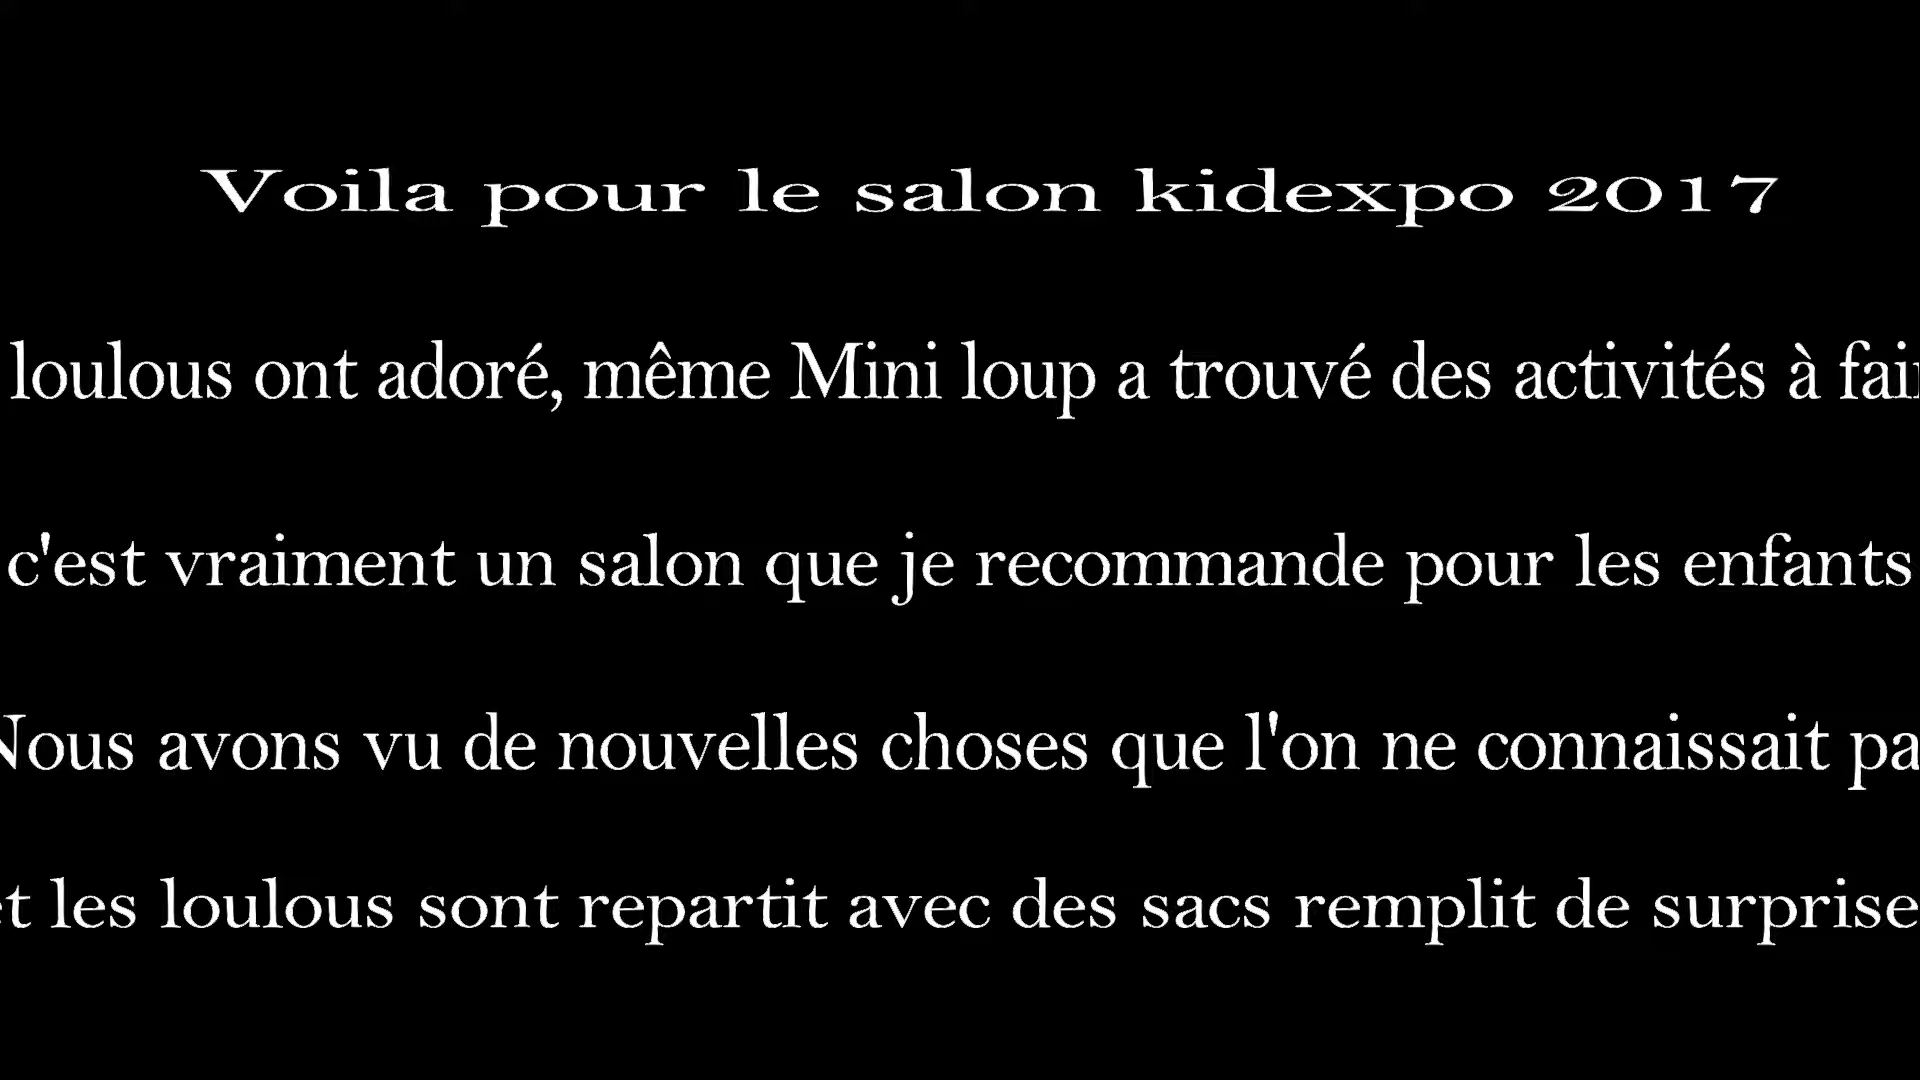 Voila pour le salon kidexpo 2017
loulous ont adoré, même Mini loup a trouvé des activités à fair
c'est vraiment un salon que je recommande pour les enfants
Nous avons vu de nouvelles choses que l'on ne connaissait pa
et les loulous sont repartit avec des sacs remplit de surprise